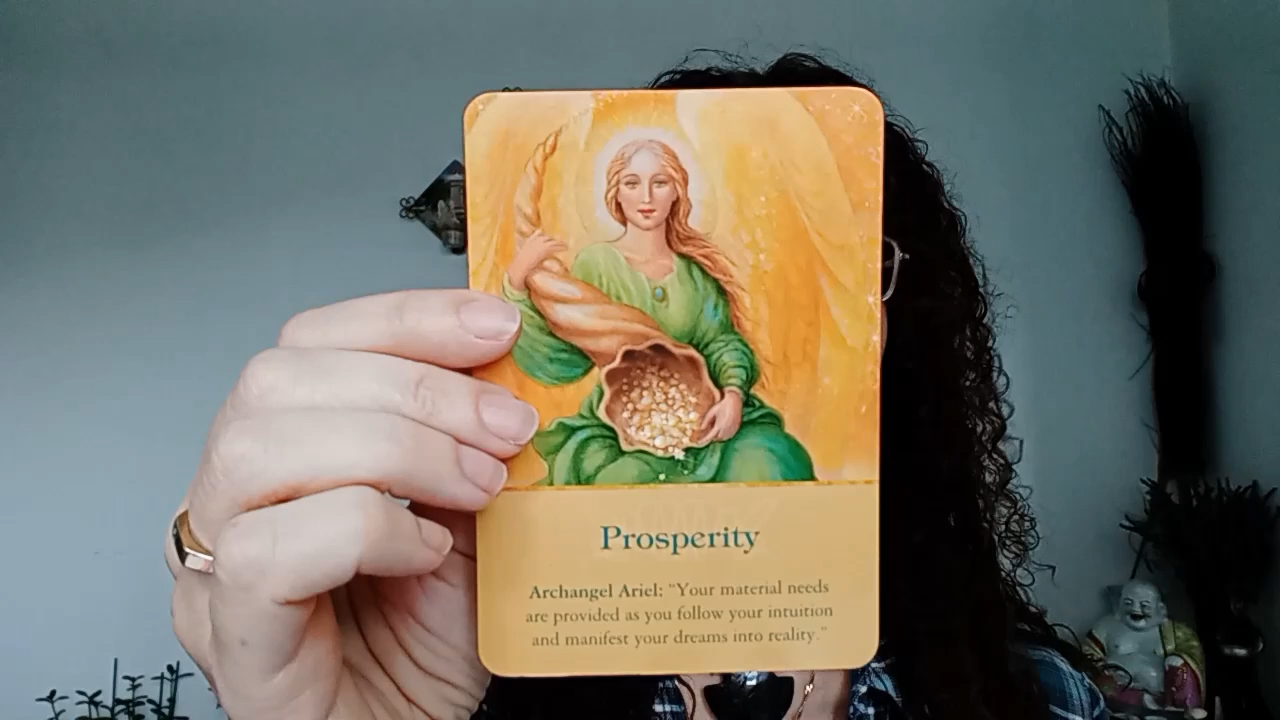 Prosperity
Archangel Ariel: "Your material needs
are provided as you follow your intuition
and manifest your dreams into reality."